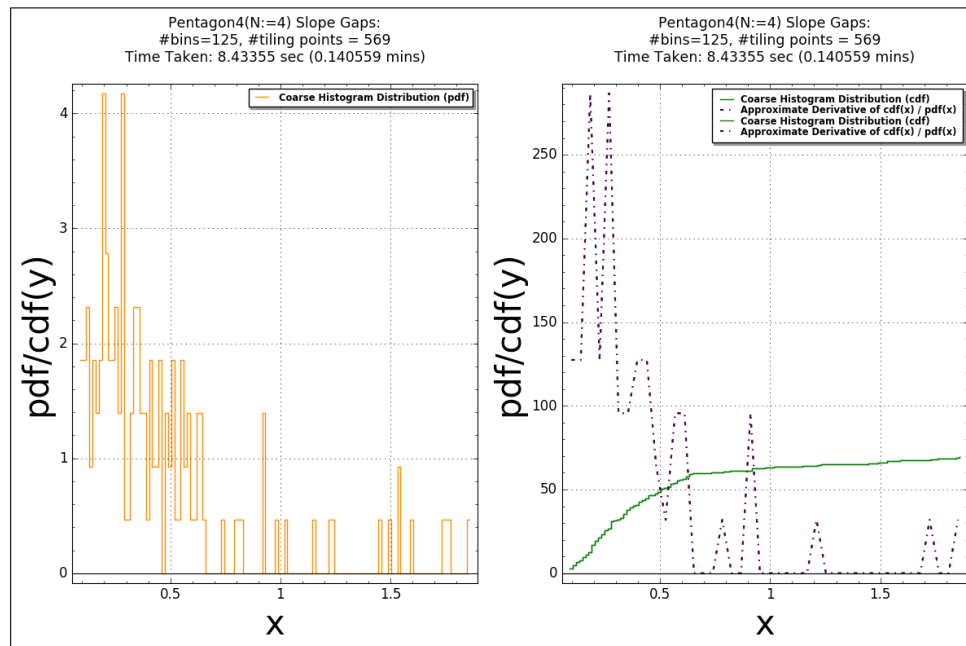 Pentagon4(N:=4) Slope Gaps:
#bins=125, #tiling points = 569
Time Taken: 8.43355 sec (0.140559 mins)
Coarse Histogram Distribution (pdf)
4
3
2
1
0
0.5
1
1.5
pdf/cdf(y)
x
Pentagon4(N:=4) Slope Gaps:
#bins=125, #tiling points = 569
Time Taken: 8.43355 sec (0.140559 mins)
Coarse Histogram Distribution (cdf)
Approximate Derivative of cdf(x) / pdf(x)
Coarse Histogram Distribution (cdf)
Approximate Derivative of cdf(x) / pdf(x)
250
200
150
100
50
0
0.5
1
1.5
pdf/cdf(y)
x